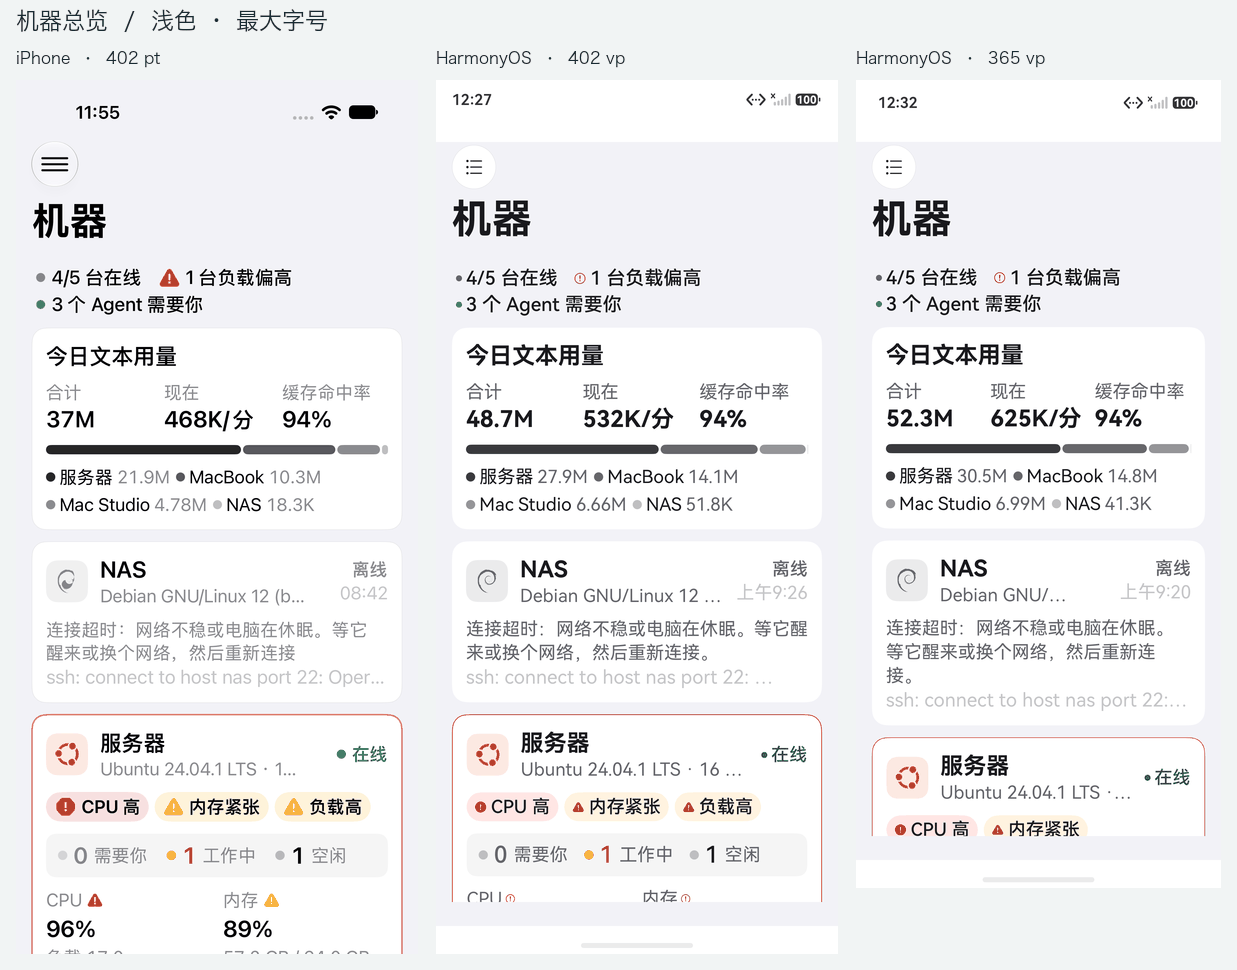 机器总览 / 浅色 · 最大字号
iPhone · 402 pt
11:55
机器
4/5 台在线 1 台负载偏高
3 个 Agent 需要你
今日文本用量
合计 现在 缓存命中率
37M 468K/分 94%
服务器 21.9M MacBook 10.3M
Mac Studio 4.78M NAS 18.3K
NAS 离线
Debian GNU/Linux 12 (b... 08:42
连接超时：网络不稳或电脑在休眠。等它
醒来或换个网络，然后重新连接
ssh: connect to host nas port 22: Oper...
服务器 在线
Ubuntu 24.04.1 LTS · 1...
CPU 高 内存紧张 负载高
0 需要你 1 工作中 1 空闲
CPU 内存
96% 89%
HarmonyOS · 402 vp
12:27 100
机器
4/5 台在线 1 台负载偏高
3 个 Agent 需要你
今日文本用量
合计 现在 缓存命中率
48.7M 532K/分 94%
服务器 27.9M MacBook 14.1M
Mac Studio 6.66M NAS 51.8K
NAS 离线
Debian GNU/Linux 12 ... 上午9:26
连接超时：网络不稳或电脑在休眠。等它醒
来或换个网络，然后重新连接。
ssh: connect to host nas port 22: ...
服务器 在线
Ubuntu 24.04.1 LTS · 16 ...
CPU 高 内存紧张 负载高
0 需要你 1 工作中 1 空闲
CPU 内存
HarmonyOS · 365 vp
12:32 100
机器
4/5 台在线 1 台负载偏高
3 个 Agent 需要你
今日文本用量
合计 现在 缓存命中率
52.3M 625K/分 94%
服务器 30.5M MacBook 14.8M
Mac Studio 6.99M NAS 41.3K
NAS 离线
Debian GNU/... 上午9:20
连接超时：网络不稳或电脑在休眠。
等它醒来或换个网络，然后重新连
接。
ssh: connect to host nas port 22:...
服务器 在线
Ubuntu 24.04.1 LTS · ...
CPU 高 内存紧张